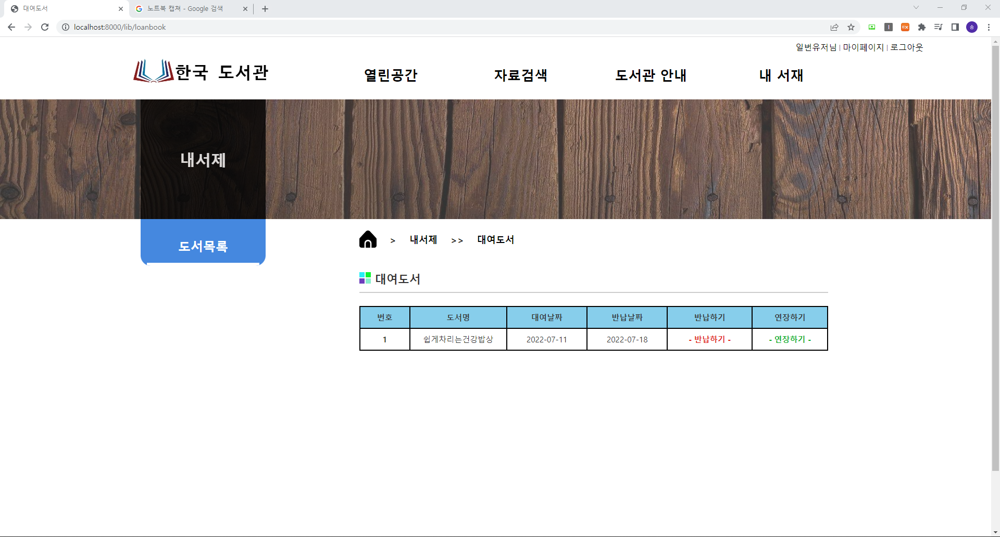 대여도서
노트북 캡쳐 - Google 검색
localhost:8000/lib/loanbook
일번유저님 | 마이페이지 | 로그아웃
한국 도서관
열린공간 자료검색 도서관 안내 내 서재
내서제
도서목록
> 내서제 >> 대여도서
대여도서
번호 도서명 대여날짜 반납날짜 반납하기 연장하기
1 쉽게차리는건강밥상 2022-07-11 2022-07-18 - 반납하기 - - 연장하기 -